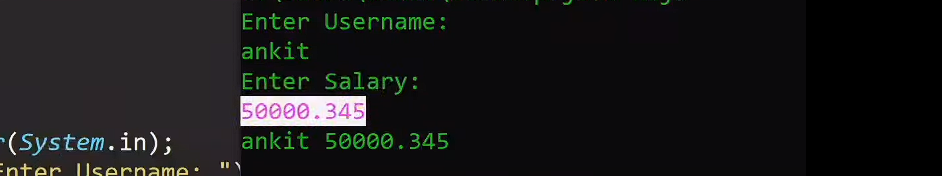 Enter Username:
ankit
Enter Salary:
50000.345
ankit 50000.345
r(System.in);
Enter Username: ")